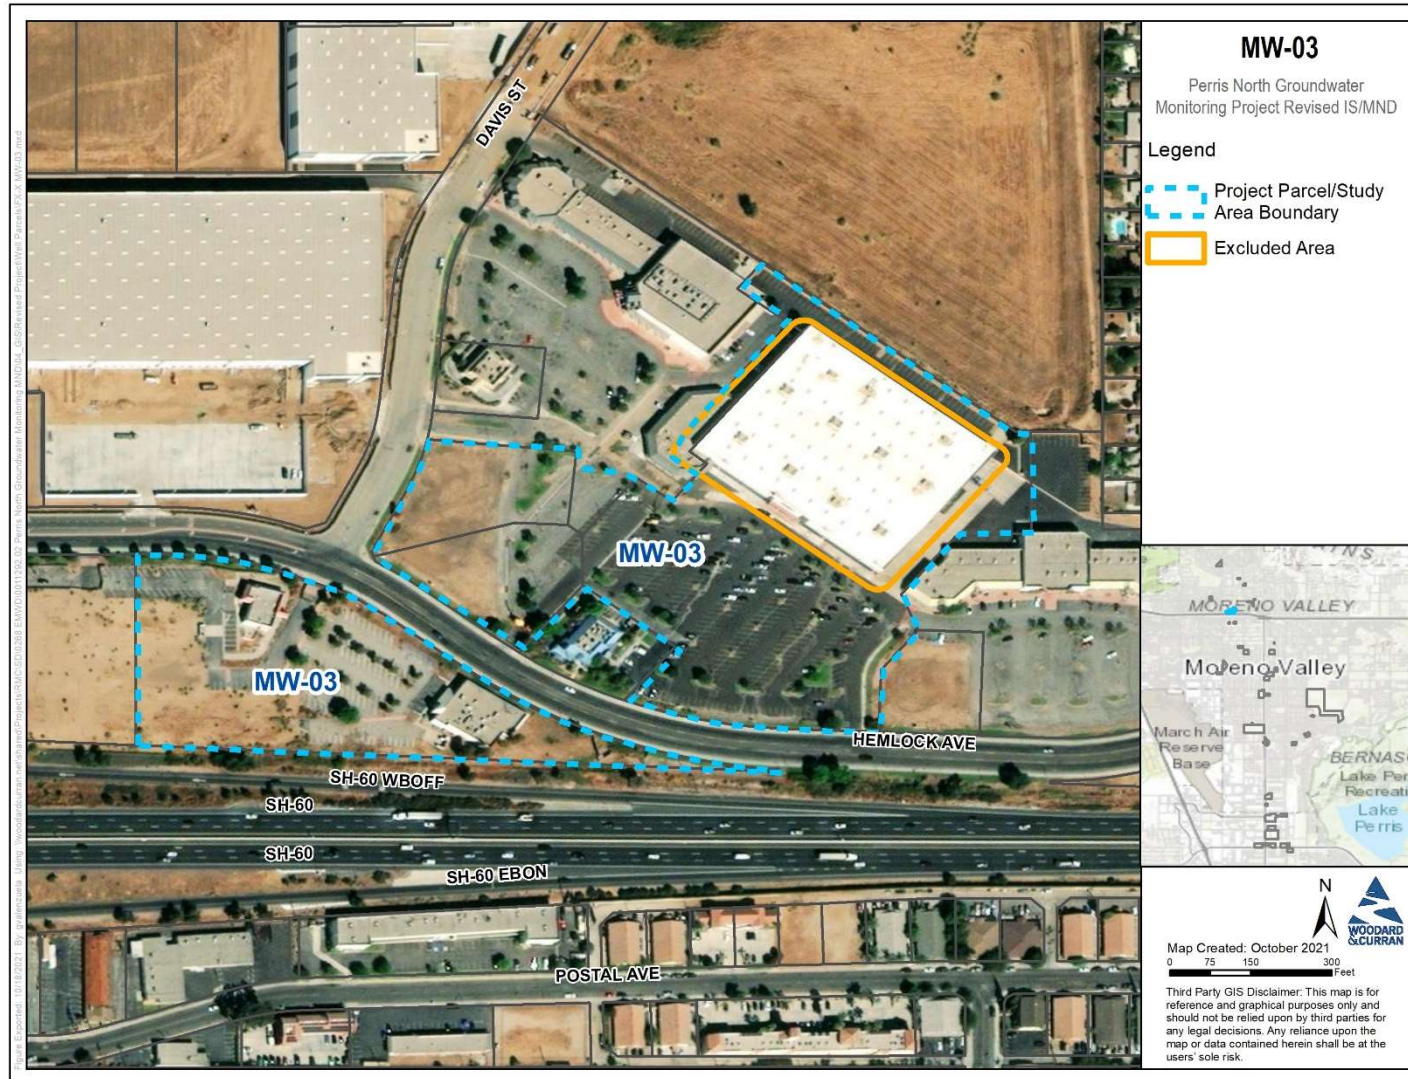 MW-03
Perris North Groundwater
Monitoring Project Revised IS/MND
Legend
Project Parcel/Study
Area Boundary
Excluded Area
DAVIS ST
MW-03
MW-03
HEMLOCK AVE
SH-60 WBOFF
SH-60
SH-60
SH-60 EBON
POSTAL AVE
MORENO VALLEY
Moreno Valley
March Air
Reserve
Base
BERNAS
Lake Per
Recreati
Lake
Perris
N
WOODARD
&CURRAN
Map Created: October 2021
0 75 150 300
Feet
Third Party GIS Disclaimer: This map is for
reference and graphical purposes only and
should not be relied upon by third parties for
any legal decisions. Any reliance upon the
map or data contained herein shall be at the
users' sole risk.